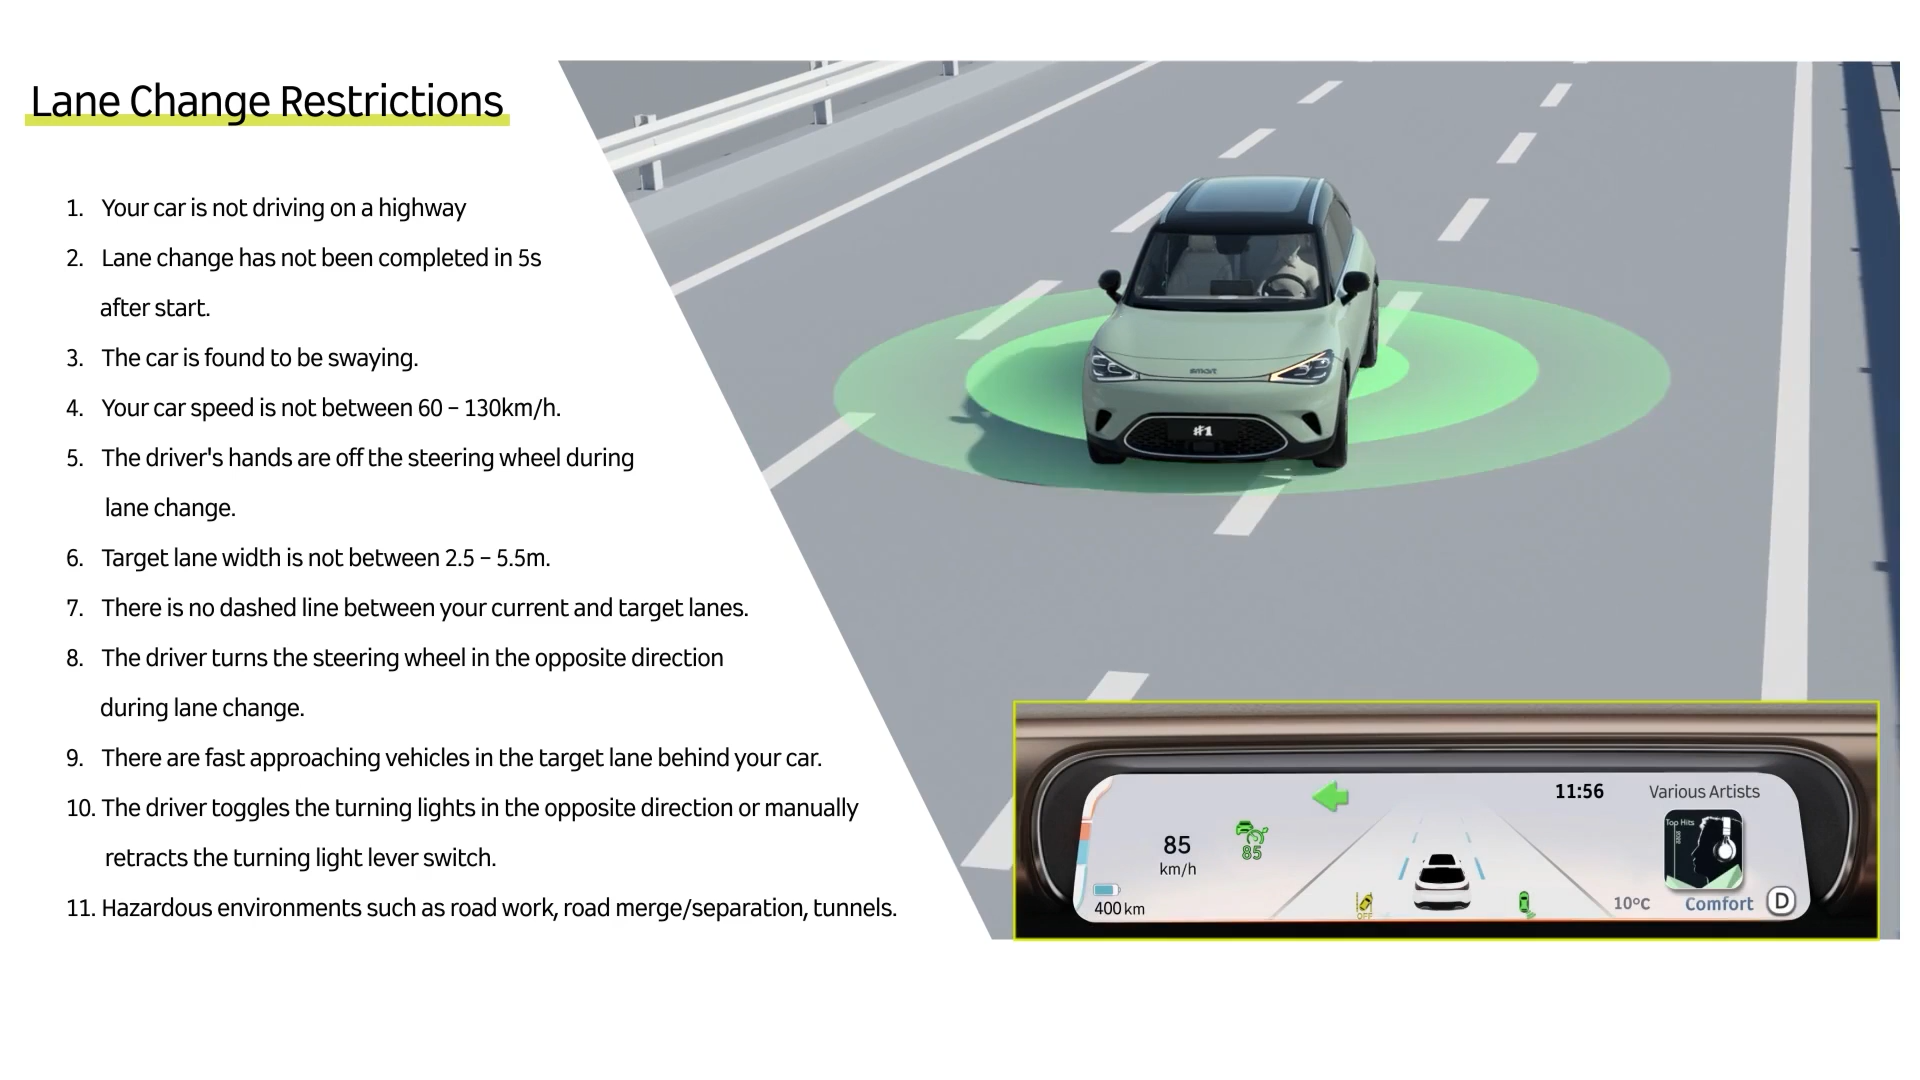 Lane Change Restrictions
1. Your car is not driving on a highway
2. Lane change has not been completed in 5s
after start.
3. The car is found to be swaying.
4. Your car speed is not between 60 – 130km/h.
5. The driver's hands are off the steering wheel during
lane change.
6. Target lane width is not between 2.5 – 5.5m.
7. There is no dashed line between your current and target lanes.
8. The driver turns the steering wheel in the opposite direction
during lane change.
9. There are fast approaching vehicles in the target lane behind your car.
10. The driver toggles the turning lights in the opposite direction or manually
retracts the turning light lever switch.
11. Hazardous environments such as road work, road merge/separation, tunnels.
smart
#1
11:56
Various Artists
Top Hits
85
km/h
85
400 km
OFF
10°C
Comfort
D